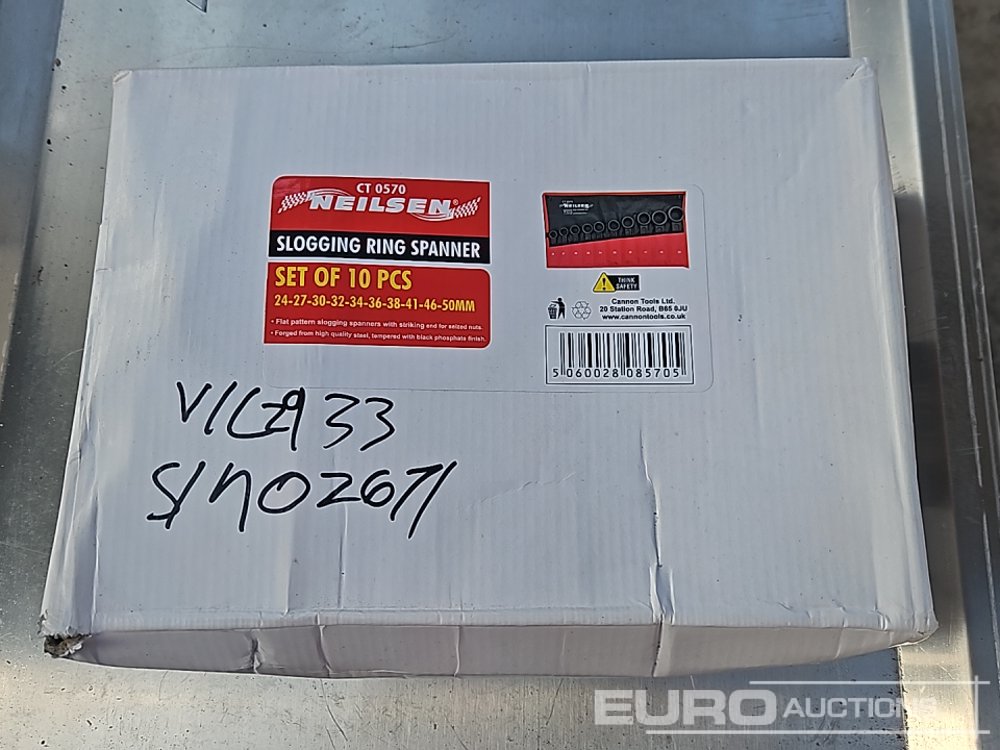 CT 0570
NEILSEN®
SLOGGING RING SPANNER
SET OF 10 PCS
24-27-30-32-34-36-38-41-46-50MM
• Flat pattern slogging spanners with striking end for seized nuts.
• Forged from high quality steel, tempered with black phosphate finish.
NEILSEN
THINK
SAFETY
Cannon Tools Ltd.
20 Station Road, B65 0JU
www.cannontools.co.uk
5 060028 085705
33
EURO AUCTIONS